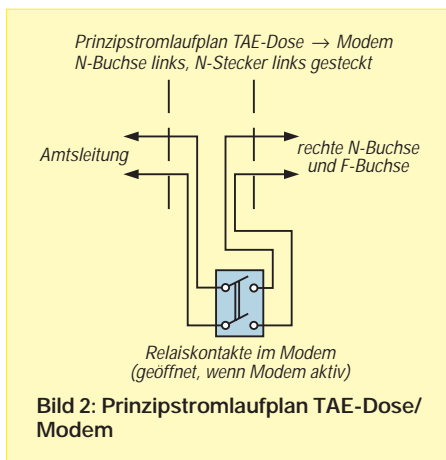 Prinzipstromlaufplan TAE-Dose → Modem
N-Buchse links, N-Stecker links gesteckt
Amtsleitung
rechte N-Buchse
und F-Buchse
Relaiskontakte im Modem
(geöffnet, wenn Modem aktiv)
Bild 2: Prinzipstromlaufplan TAE-Dose/
Modem